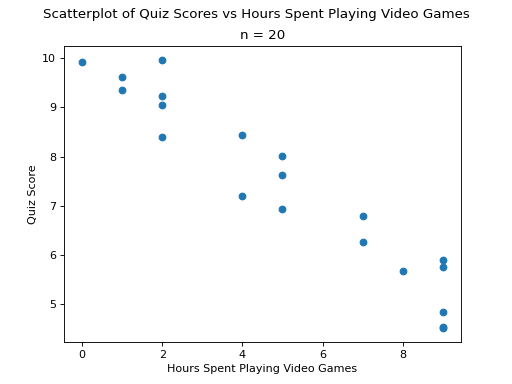 Scatterplot of Quiz Scores vs Hours Spent Playing Video Games
n = 20
10
9
8
7
6
5
Quiz Score
0 2 4 6 8
Hours Spent Playing Video Games